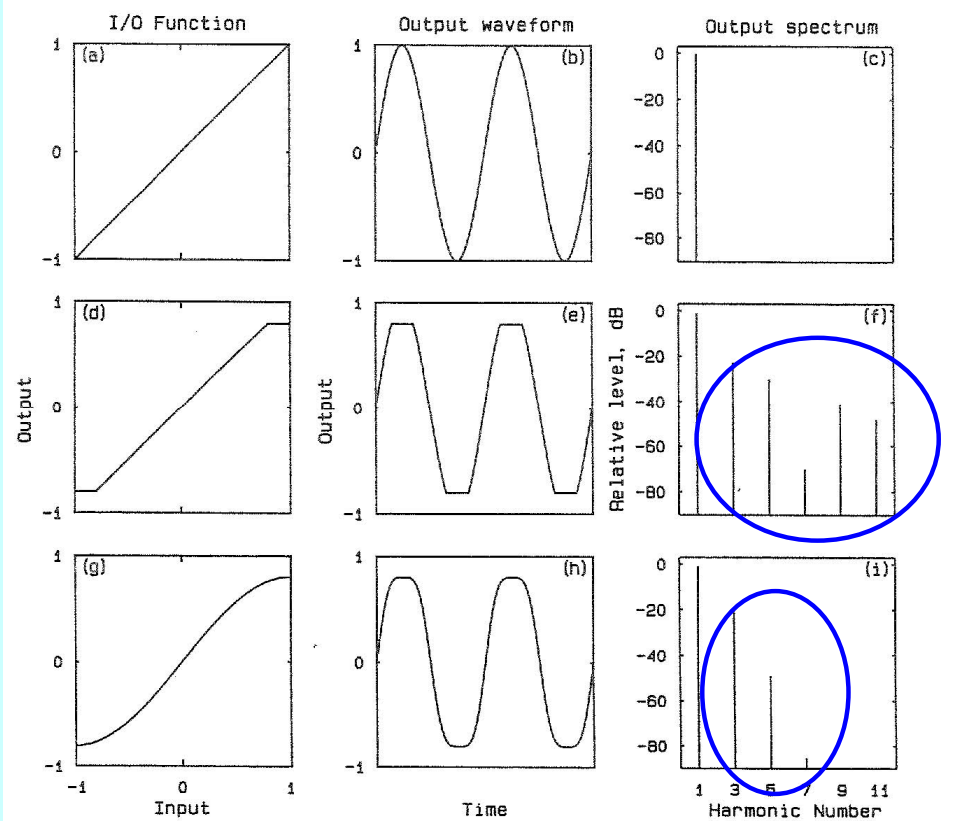 I/O Function
Output waveform
Output spectrum
1
0
-1
(a)
1
0
-1
(b)
0
-20
-40
-60
-80
(c)
Output
1
0
-1
(d)
Output
1
0
-1
(e)
Relative level, dB
0
-20
-40
-60
-80
(f)
1
0
-1
(g)
-1 0 1
Input
1
0
-1
(h)
Time
0
-20
-40
-60
-80
(i)
1 3 5 7 9 11
Harmonic Number